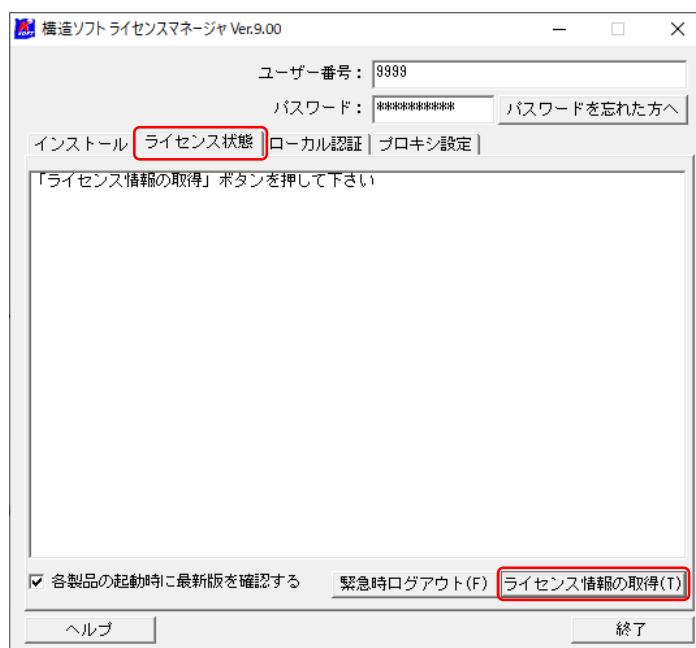 構造ソフト ライセンスマネージャ Ver.9.00
ユーザー番号： 9999
パスワード： ********** パスワードを忘れた方へ
インストール ライセンス状態 ローカル認証 プロキシ設定
「ライセンス情報の取得」ボタンを押して下さい
各製品の起動時に最新版を確認する 緊急時ログアウト(F) ライセンス情報の取得(T)
ヘルプ 終了